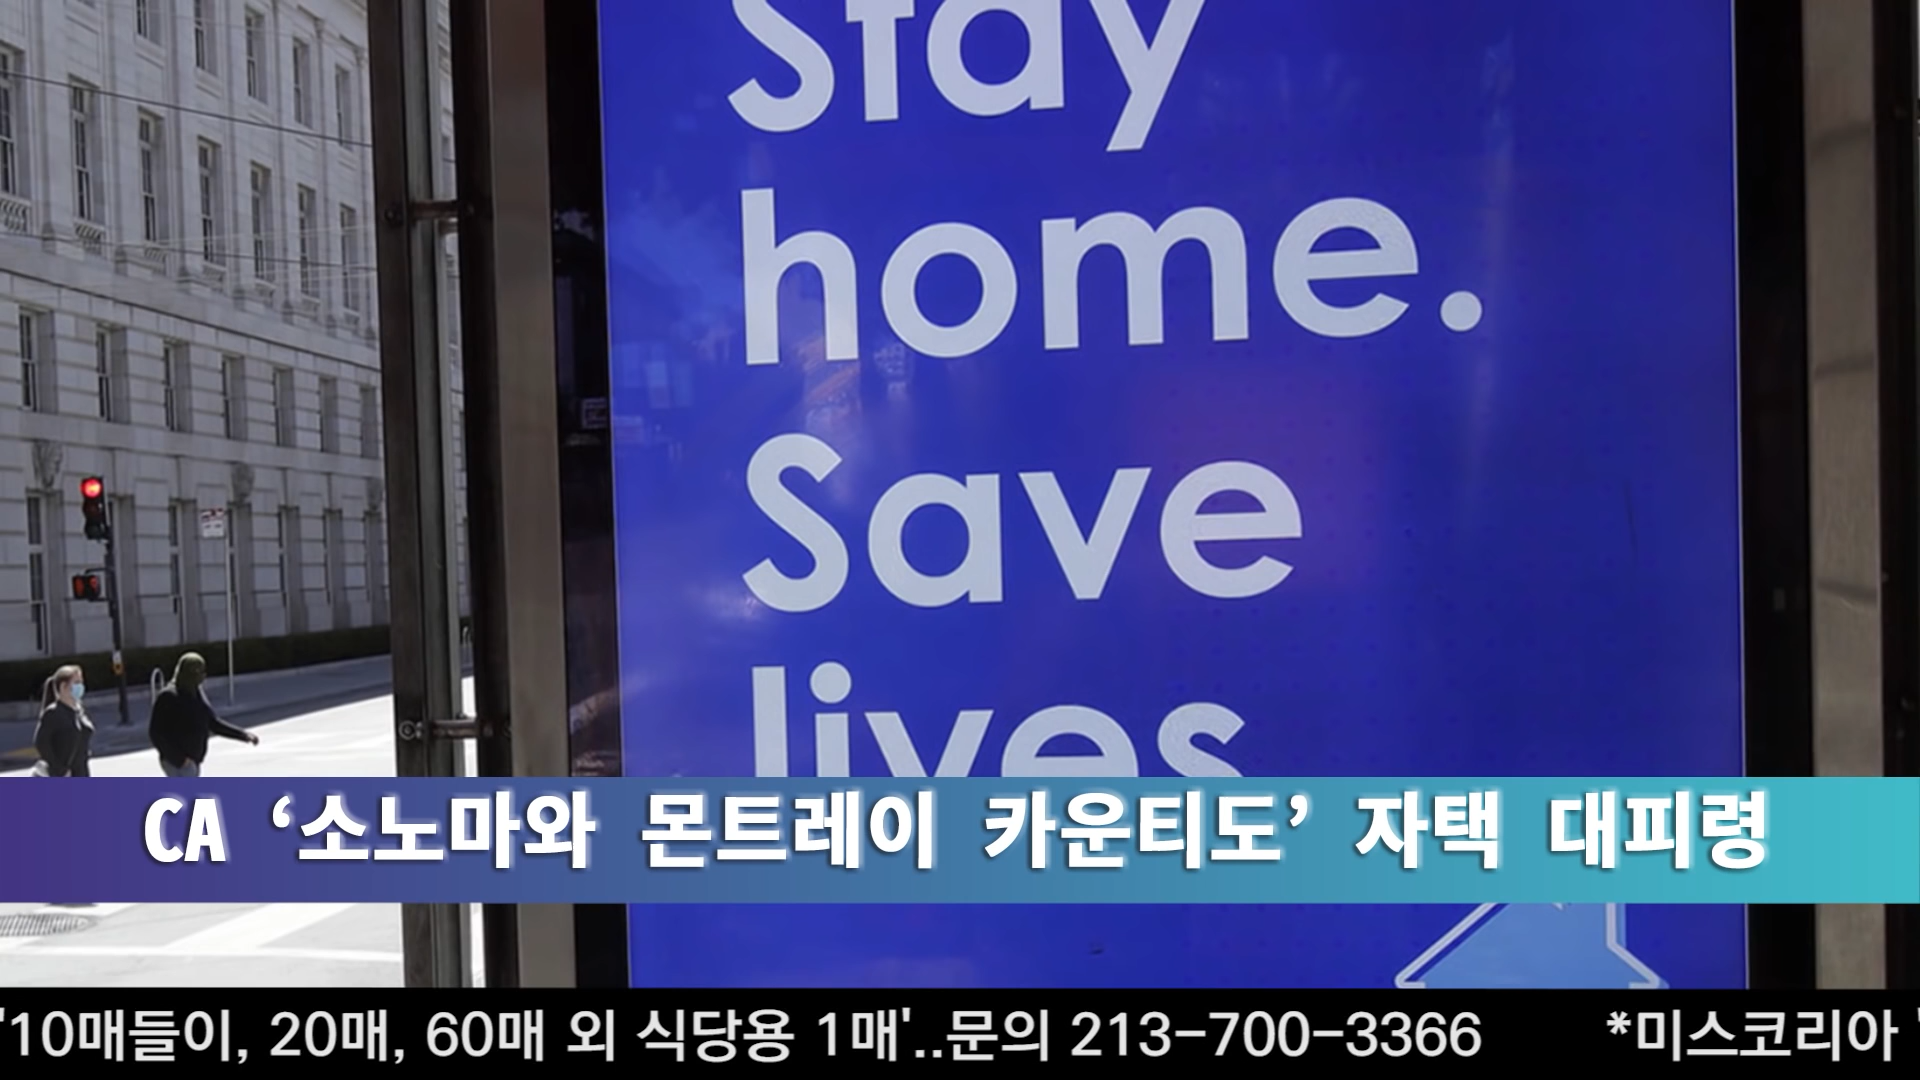 Stay
home.
Save
lives
CA ‘소노마와 몬트레이 카운티도’ 자택 대피령
'10매들이, 20매, 60매 외 식당용 1매'..문의 213-700-3366 *미스코리아 '